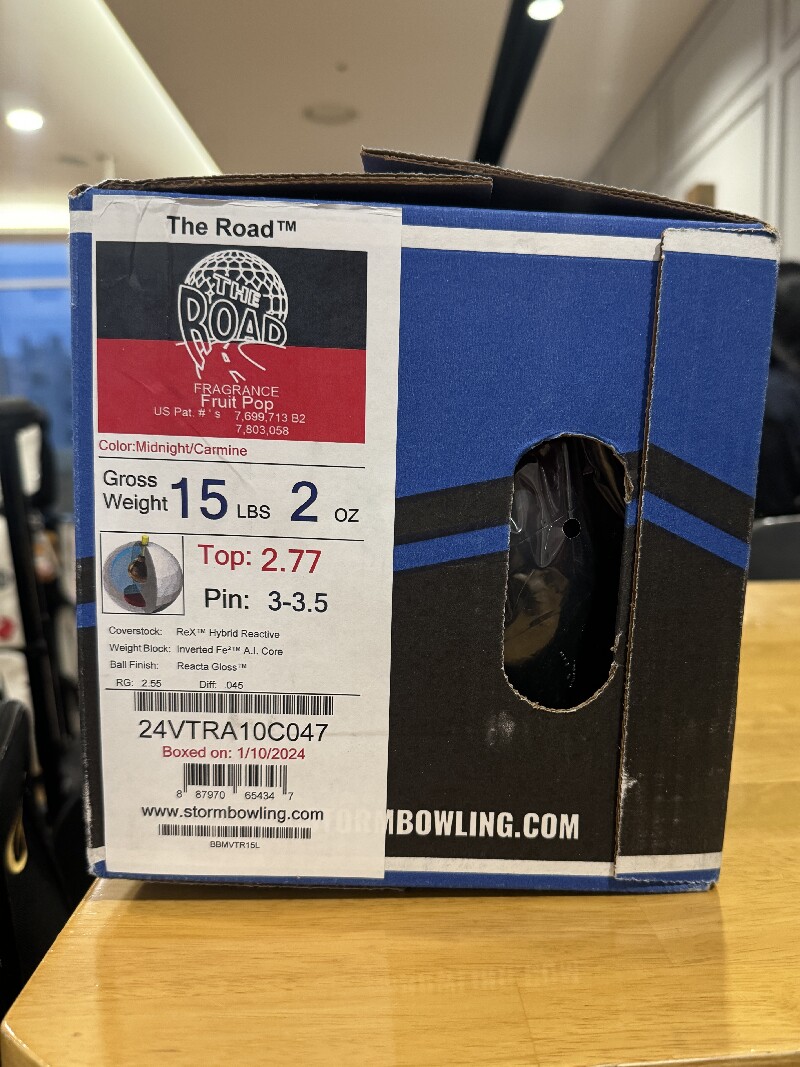 The Road™
THE
ROAD
FRAGRANCE
Fruit Pop
US Pat. #'s 7,699,713 B2
7,803,058
Color:Midnight/Carmine
Gross
Weight 15 LBS 2 OZ
Top: 2.77
Pin: 3-3.5
Coverstock: ReX™ Hybrid Reactive
Weight Block: Inverted Fe²™ A.I. Core
Ball Finish: Reacta Gloss™
RG: 2.55 Diff: .045
24VTRA10C047
Boxed on: 1/10/2024
8 87970 65434 7
www.stormbowling.com
BBMVTR15L
TORMBOWLING.COM